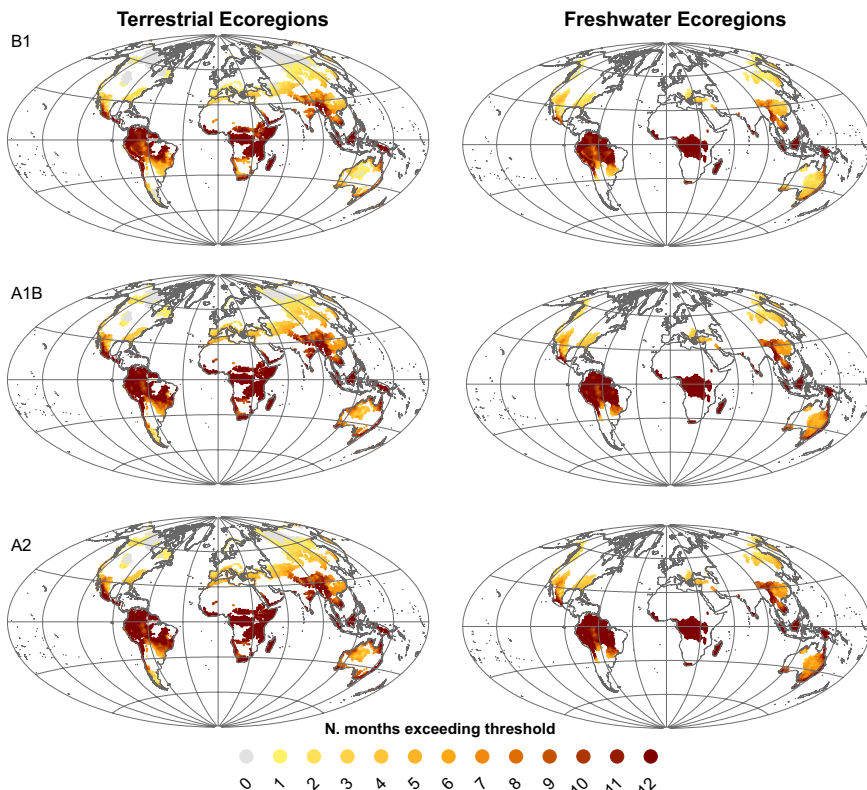 Terrestrial Ecoregions
Freshwater Ecoregions
B1
A1B
A2
N. months exceeding threshold
0 1 2 3 4 5 6 7 8 9 10 11 12